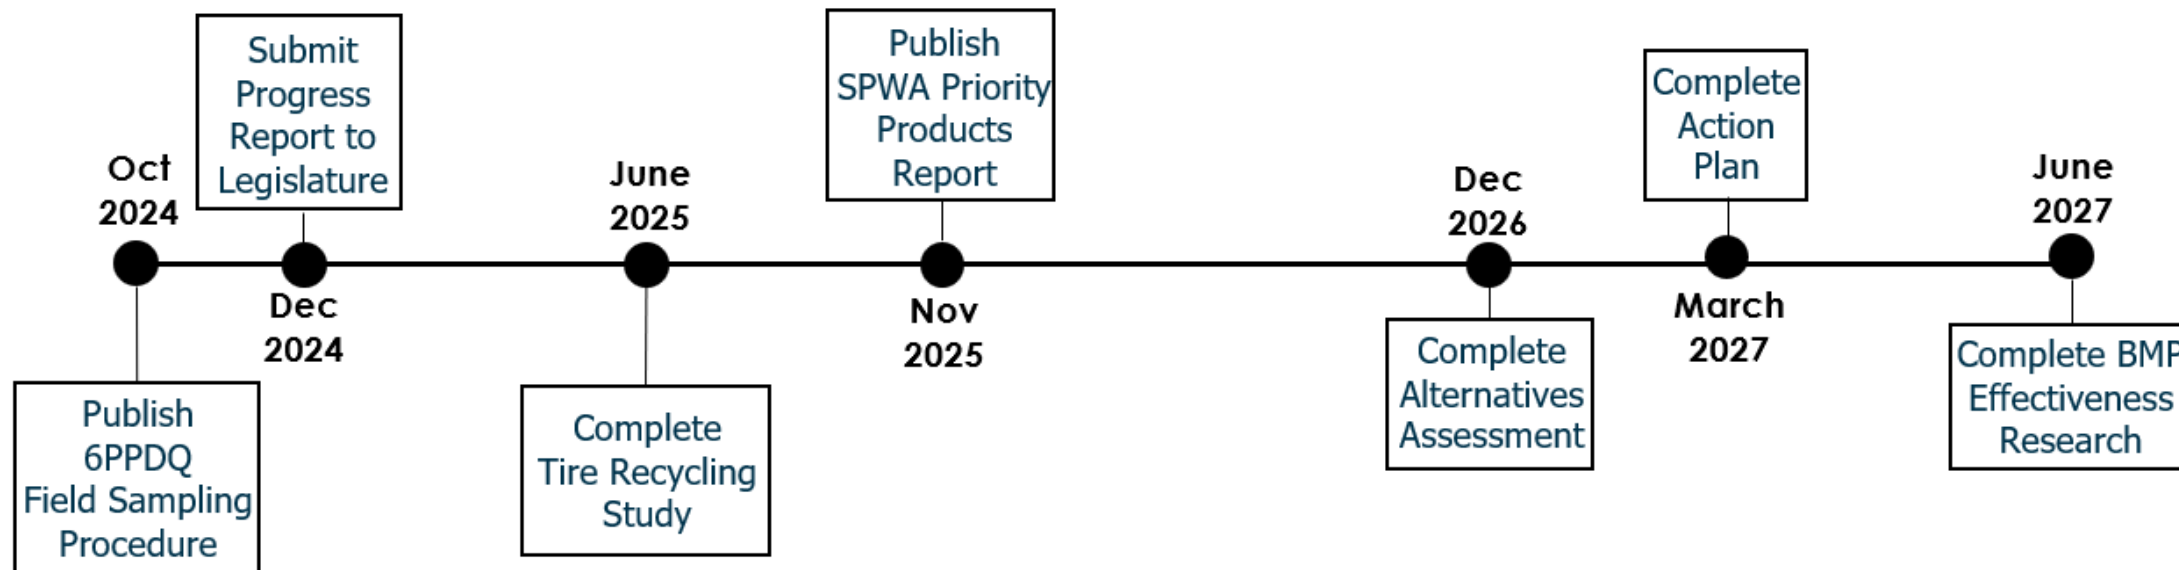 Oct
2024
Publish
6PPDQ
Field Sampling
Procedure
Submit
Progress
Report to
Legislature
Dec
2024
June
2025
Complete
Tire Recycling
Study
Publish
SPWA Priority
Products
Report
Nov
2025
Dec
2026
Complete
Alternatives
Assessment
Complete
Action
Plan
March
2027
June
2027
Complete BMP
Effectiveness
Research